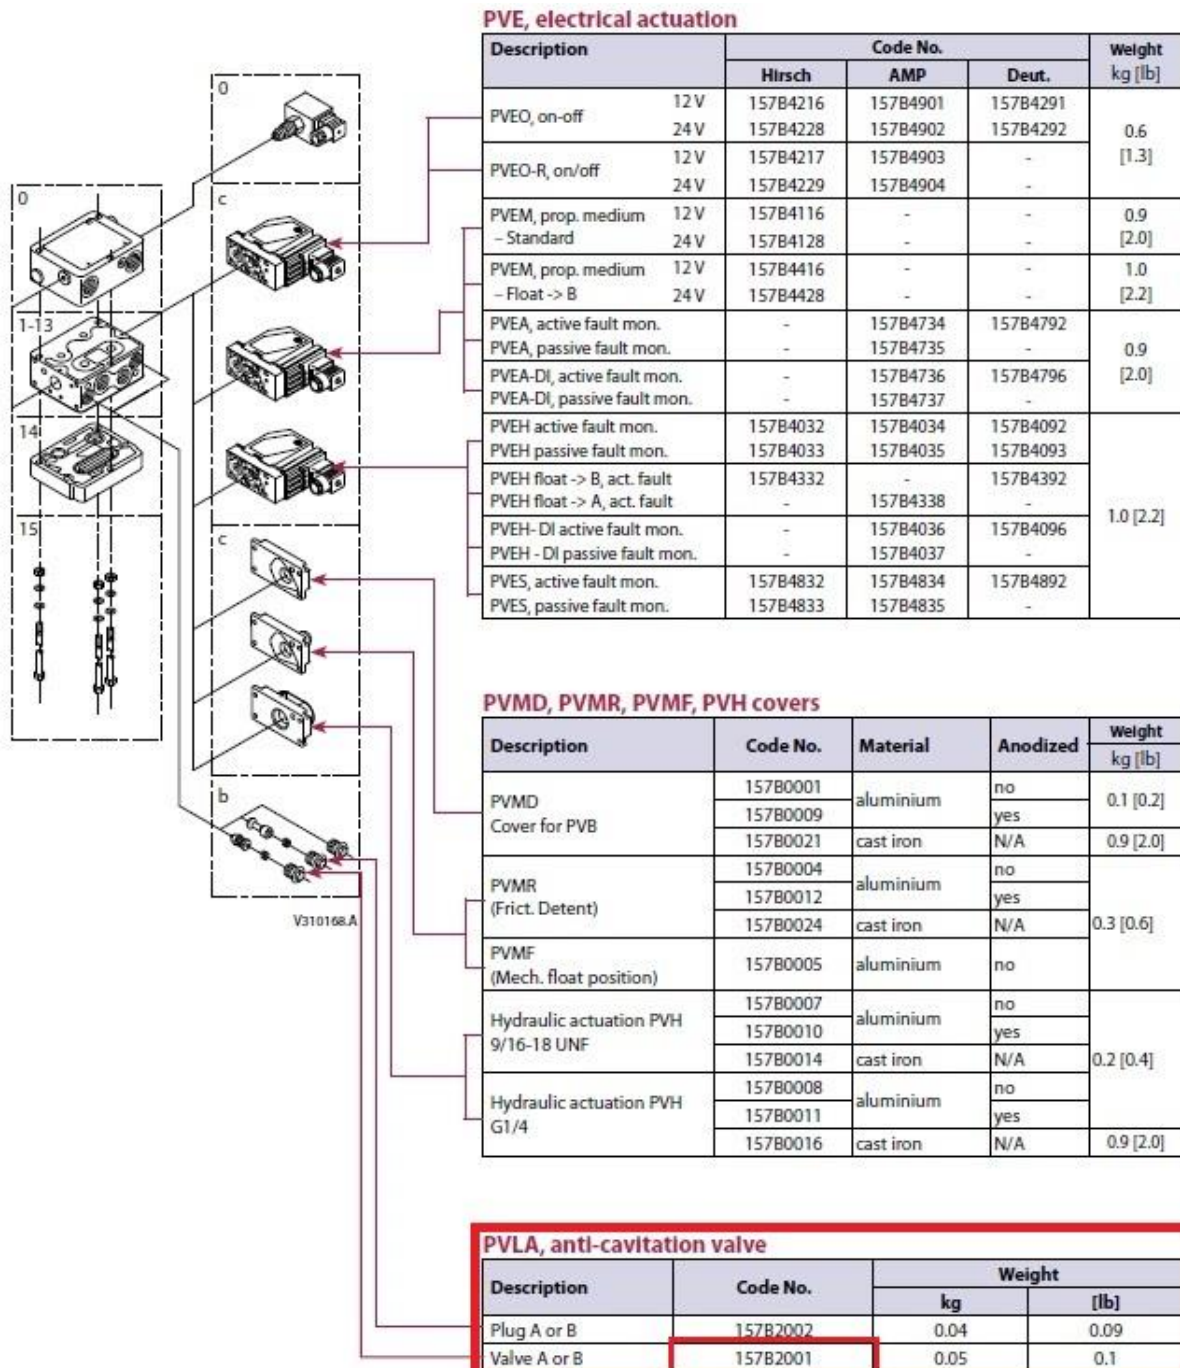 PVE, electrical actuation
Description Code No. Weight
Hirsch AMP Deut. kg [lb]
PVEO, on-off 12 V 157B4216 157B4901 157B4291 0.6 [1.3]
24 V 157B4228 157B4902 157B4292
PVEO-R, on/off 12 V 157B4217 157B4903 -
24 V 157B4229 157B4904 -
PVEM, prop. medium 12 V 157B4116 - - 0.9
– Standard 24 V 157B4128 - - [2.0]
PVEM, prop. medium 12 V 157B4416 - - 1.0
– Float -> B 24 V 157B4428 - - [2.2]
PVEA, active fault mon. - 157B4734 157B4792 0.9 [2.0]
PVEA, passive fault mon. - 157B4735 -
PVEA-DI, active fault mon. - 157B4736 157B4796
PVEA-DI, passive fault mon. - 157B4737 -
PVEH active fault mon. 157B4032 157B4034 157B4092 1.0 [2.2]
PVEH passive fault mon. 157B4033 157B4035 157B4093
PVEH float -> B, act. fault 157B4332 - 157B4392
PVEH float -> A, act. fault - 157B4338 -
PVEH- DI active fault mon. - 157B4036 157B4096
PVEH - DI passive fault mon. - 157B4037 -
PVES, active fault mon. 157B4832 157B4834 157B4892
PVES, passive fault mon. 157B4833 157B4835 -
0
0
c
1-13
14
15
c
b
V310168.A
PVMD, PVMR, PVMF, PVH covers
Description Code No. Material Anodized Weight
kg [lb]
PVMD
Cover for PVB
157B0001 aluminium no 0.1 [0.2]
157B0009 yes
157B0021 cast iron N/A 0.9 [2.0]
PVMR
(Frict. Detent)
157B0004 aluminium no 0.3 [0.6]
157B0012 yes
157B0024 cast iron N/A
PVMF
(Mech. float position)
157B0005 aluminium no
Hydraulic actuation PVH
9/16-18 UNF
157B0007 aluminium no 0.2 [0.4]
157B0010 yes
157B0014 cast iron N/A
Hydraulic actuation PVH
G1/4
157B0008 aluminium no
157B0011 yes
157B0016 cast iron N/A 0.9 [2.0]
PVLA, anti-cavitation valve
Description Code No. Weight
kg [lb]
Plug A or B 157B2002 0.04 0.09
Valve A or B 157B2001 0.05 0.1